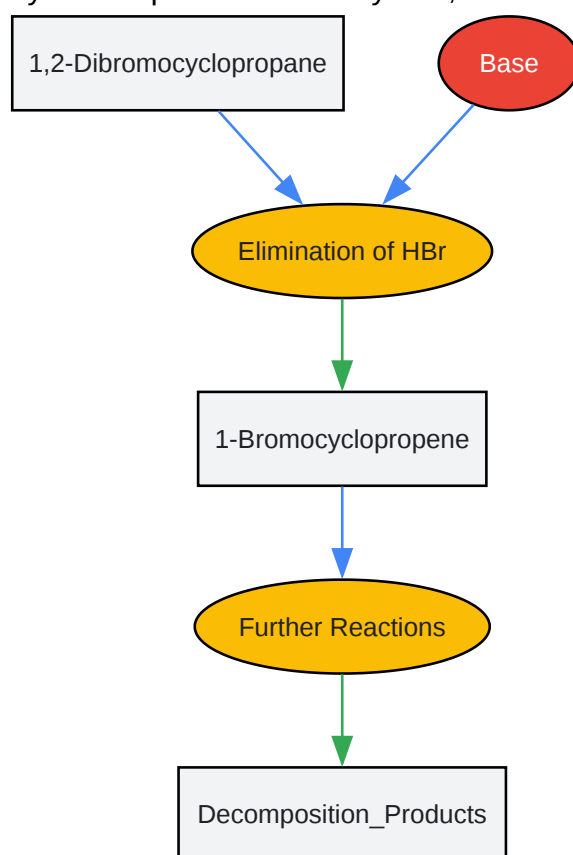 1,2-Dibromocyclopropane
Base
Elimination of HBr
1-Bromocyclopropene
Further Reactions
Decomposition_Products